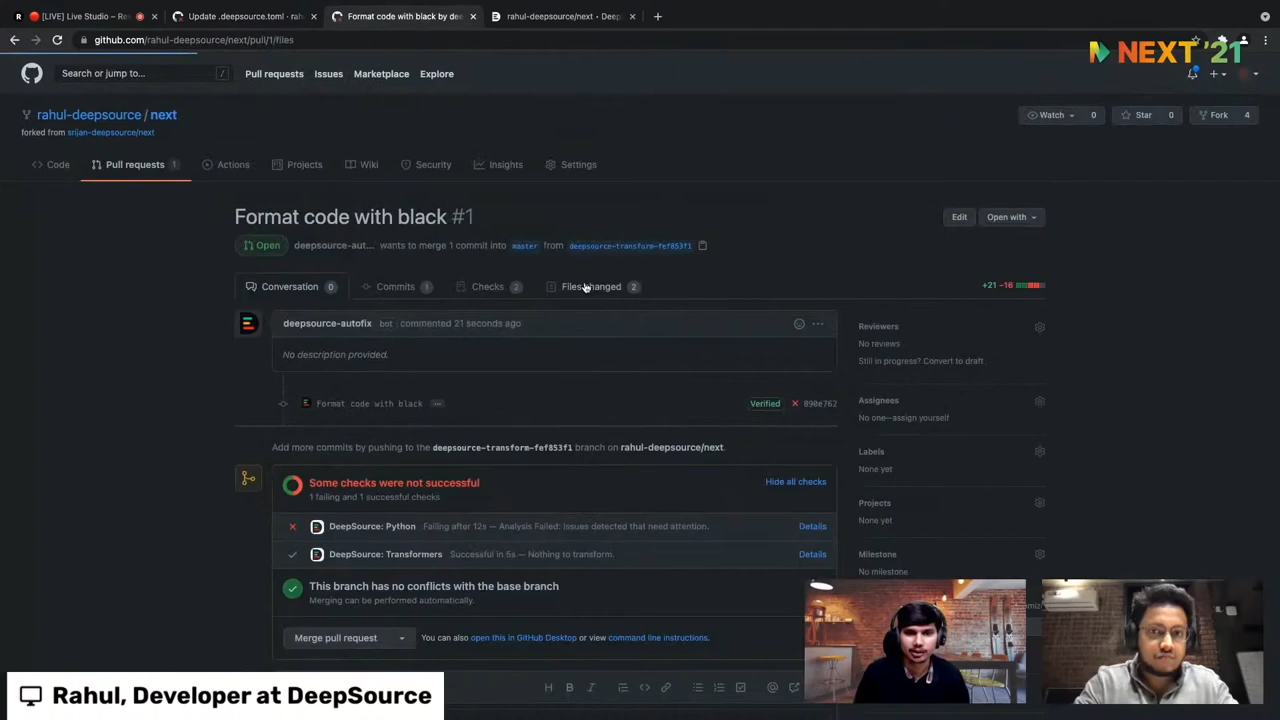 [LIVE] Live Studio – Re
Update .deepsource.toml · rahul
Format code with black by dee
rahul-deepsource/next • Deep
github.com/rahul-deepsource/next/pull/1/files
NEXT '21
Search or jump to...
/
Pull requests
Issues
Marketplace
Explore
rahul-deepsource / next
forked from srijan-deepsource/next
Watch 0
Star 0
Fork 4
Code
Pull requests 1
Actions
Projects
Wiki
Security
Insights
Settings
Format code with black #1
Edit
Open with
Open
deepsource-aut... wants to merge 1 commit into master from deepsource-transform-fef853f1
Conversation 0
Commits 1
Checks 2
Files changed 2
+21 −16
deepsource-autofix bot commented 21 seconds ago
No description provided.
Format code with black ...
Verified
890e762
Add more commits by pushing to the deepsource-transform-fef853f1 branch on rahul-deepsource/next.
Some checks were not successful
1 failing and 1 successful checks
Hide all checks
DeepSource: Python Failing after 12s — Analysis Failed: Issues detected that need attention.
Details
DeepSource: Transformers Successful in 5s — Nothing to transform.
Details
This branch has no conflicts with the base branch
Merging can be performed automatically.
Merge pull request
You can also open this in GitHub Desktop or view command line instructions.
H B I
Reviewers
No reviews
Still in progress? Convert to draft
Assignees
No one—assign yourself
Labels
None yet
Projects
None yet
Milestone
No milestone
Rahul, Developer at DeepSource